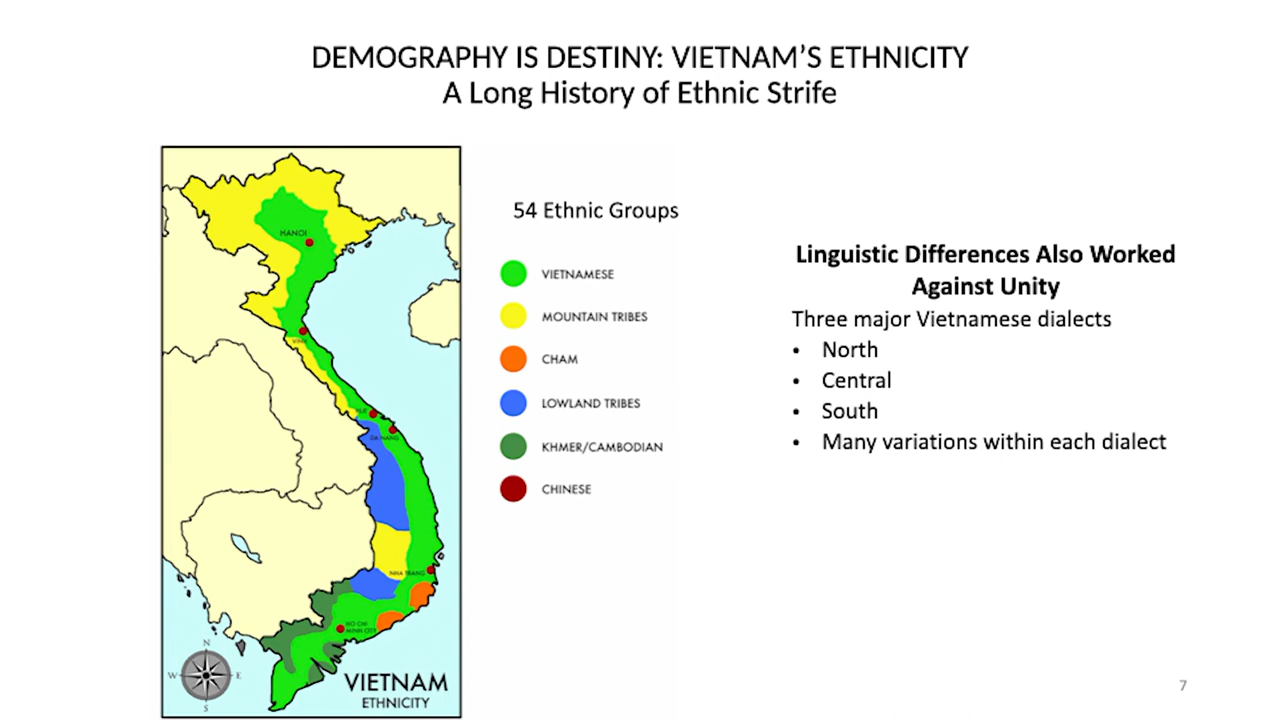 DEMOGRAPHY IS DESTINY: VIETNAM'S ETHNICITY
A Long History of Ethnic Strife
HANOI
VINH
HUE
DA NANG
NHA TRANG
HO CHI
MINH CITY
N
W
E
S
VIETNAM
ETHNICITY
54 Ethnic Groups
VIETNAMESE
MOUNTAIN TRIBES
CHAM
LOWLAND TRIBES
KHMER/CAMBODIAN
CHINESE
Linguistic Differences Also Worked
Against Unity
Three major Vietnamese dialects
• North
• Central
• South
• Many variations within each dialect
7